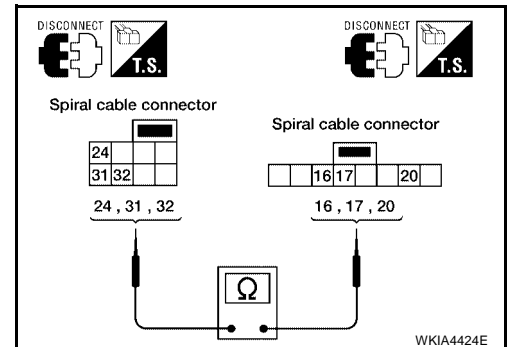 DISCONNECT
T.S.
DISCONNECT
T.S.
Spiral cable connector
24
31 32
24 , 31 , 32
Spiral cable connector
16 17 20
16 , 17 , 20
Ω
WKIA4424E